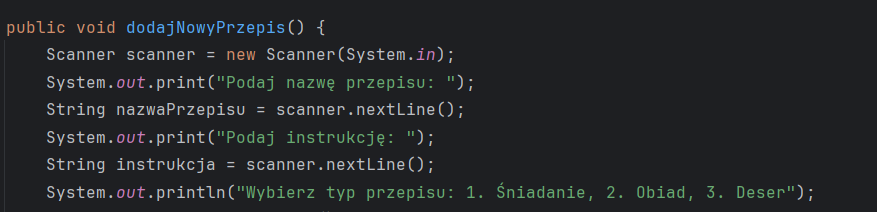 public void dodajNowyPrzepis() {
Scanner scanner = new Scanner(System.in);
System.out.print("Podaj nazwę przepisu: ");
String nazwaPrzepisu = scanner.nextLine();
System.out.print("Podaj instrukcję: ");
String instrukcja = scanner.nextLine();
System.out.println("Wybierz typ przepisu: 1. Śniadanie, 2. Obiad, 3. Deser");